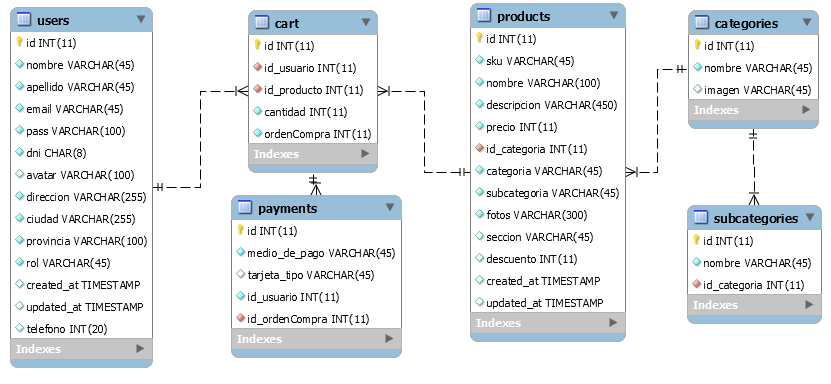 users
id INT(11)
nombre VARCHAR(45)
apellido VARCHAR(45)
email VARCHAR(45)
pass VARCHAR(100)
dni CHAR(8)
avatar VARCHAR(100)
direccion VARCHAR(255)
ciudad VARCHAR(255)
provincia VARCHAR(100)
rol VARCHAR(45)
created_at TIMESTAMP
updated_at TIMESTAMP
telefono INT(20)
Indexes
cart
id INT(11)
id_usuario INT(11)
id_producto INT(11)
cantidad INT(11)
ordenCompra INT(11)
Indexes
payments
id INT(11)
medio_de_pago VARCHAR(45)
tarjeta_tipo VARCHAR(45)
id_usuario INT(11)
id_ordenCompra INT(11)
Indexes
products
id INT(11)
sku VARCHAR(45)
nombre VARCHAR(100)
descripcion VARCHAR(450)
precio INT(11)
id_categoria INT(11)
categoria VARCHAR(45)
subcategoria VARCHAR(45)
fotos VARCHAR(300)
seccion VARCHAR(45)
descuento INT(11)
created_at TIMESTAMP
updated_at TIMESTAMP
Indexes
categories
id INT(11)
nombre VARCHAR(45)
imagen VARCHAR(45)
Indexes
subcategories
id INT(11)
nombre VARCHAR(45)
id_categoria INT(11)
Indexes